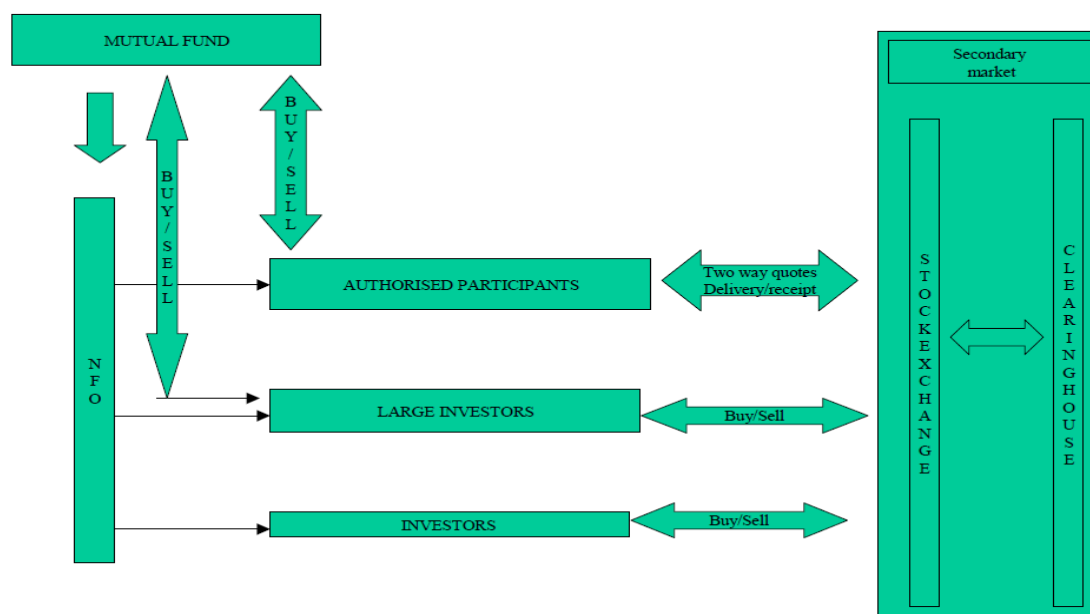 MUTUAL FUND
Secondary
market
BUY/SELL
BUY/SELL
NFO
AUTHORISED PARTICIPANTS
Two way quotes
Delivery/receipt
LARGE INVESTORS
Buy/Sell
INVESTORS
Buy/Sell
STOCKEXCHANGE
CLEARINGHOUSE